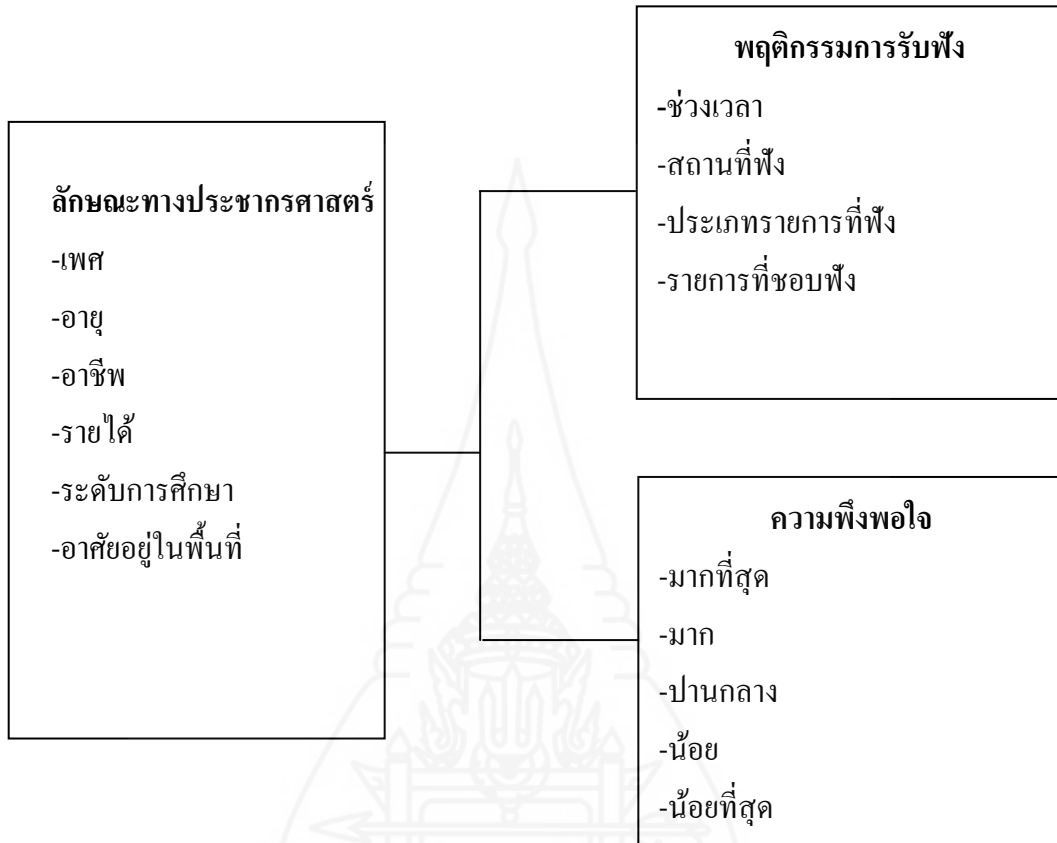 ลักษณะทางประชากรศาสตร์
-เพศ
-อายุ
-อาชีพ
-รายได้
-ระดับการศึกษา
-อาศัยอยู่ในพื้นที่
พฤติกรรมการรับฟัง
-ช่วงเวลา
-สถานที่ฟัง
-ประเภทรายการที่ฟัง
-รายการที่ชอบฟัง
ความพึงพอใจ
-มากที่สุด
-มาก
-ปานกลาง
-น้อย
-น้อยที่สุด